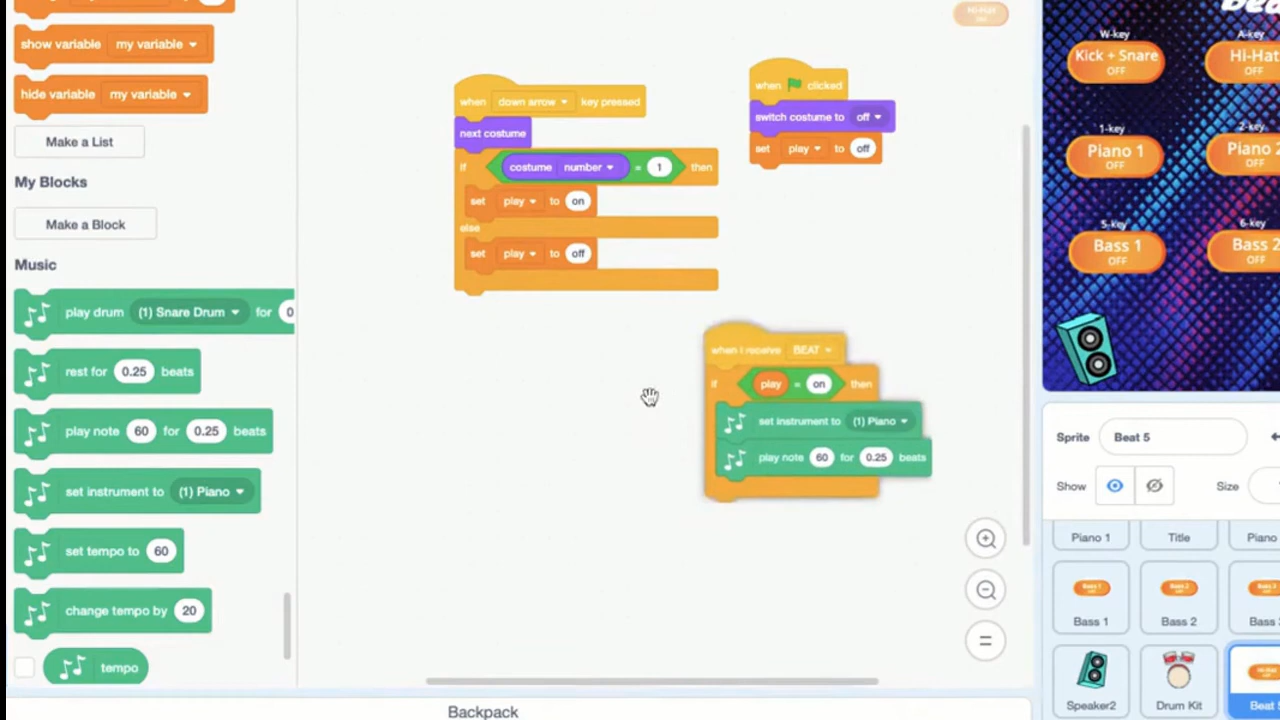 show variable my variable
hide variable my variable
Make a List
My Blocks
Make a Block
Music
play drum (1) Snare Drum for 0
rest for 0.25 beats
play note 60 for 0.25 beats
set instrument to (1) Piano
set tempo to 60
change tempo by 20
tempo
when down arrow key pressed
next costume
if costume number = 1 then
set play to on
else
set play to off
when clicked
switch costume to off
set play to off
when I receive BEAT
if play = on then
set instrument to (1) Piano
play note 60 for 0.25 beats
Backpack
W-key A-key
Kick + Snare Hi-Hat
OFF OFF
1-key 2-key
Piano 1 Piano 2
OFF OFF
5-key 6-key
Bass 1 Bass 2
OFF OFF
Sprite Beat 5
Show Size
Piano 1 Title Piano
Bass 1 Bass 2 Bass
Speaker2 Drum Kit Beat